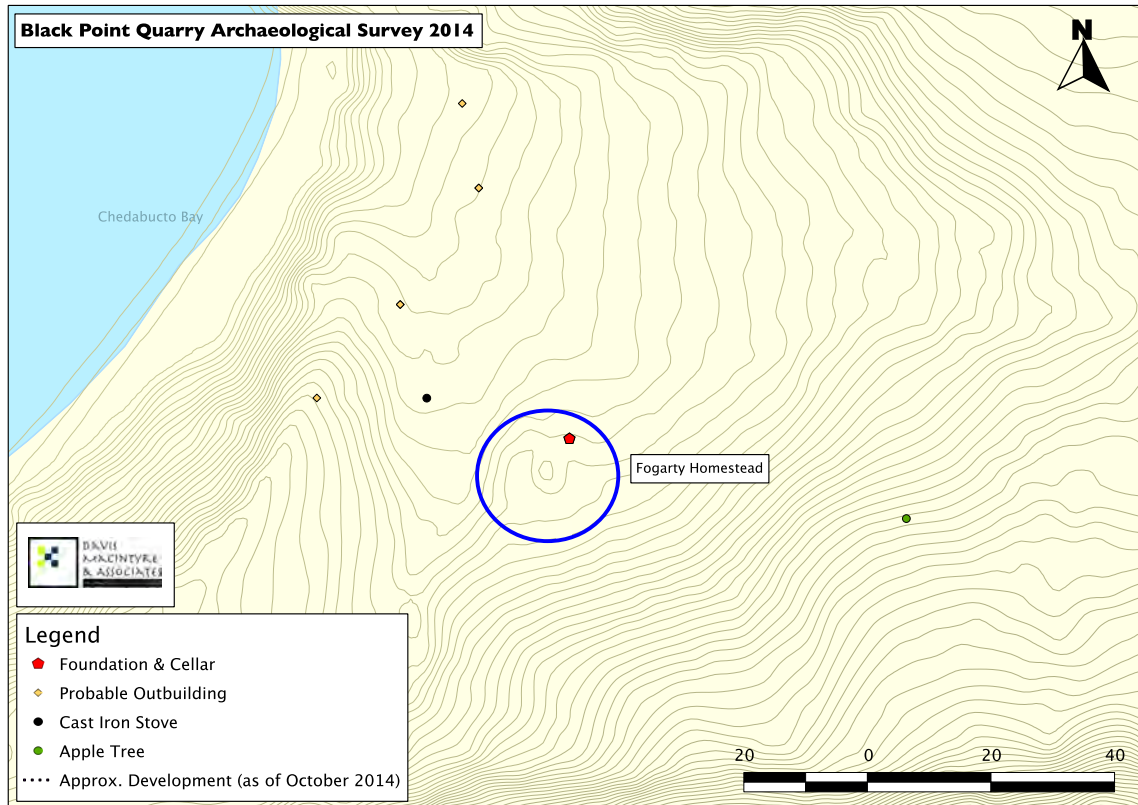 Black Point Quarry Archaeological Survey 2014
N
Chedabucto Bay
Fogarty Homestead
DAVIS
MACINTYRE
& ASSOCIATES
Legend
Foundation & Cellar
Probable Outbuilding
Cast Iron Stove
Apple Tree
Approx. Development (as of October 2014)
20 0 20 40